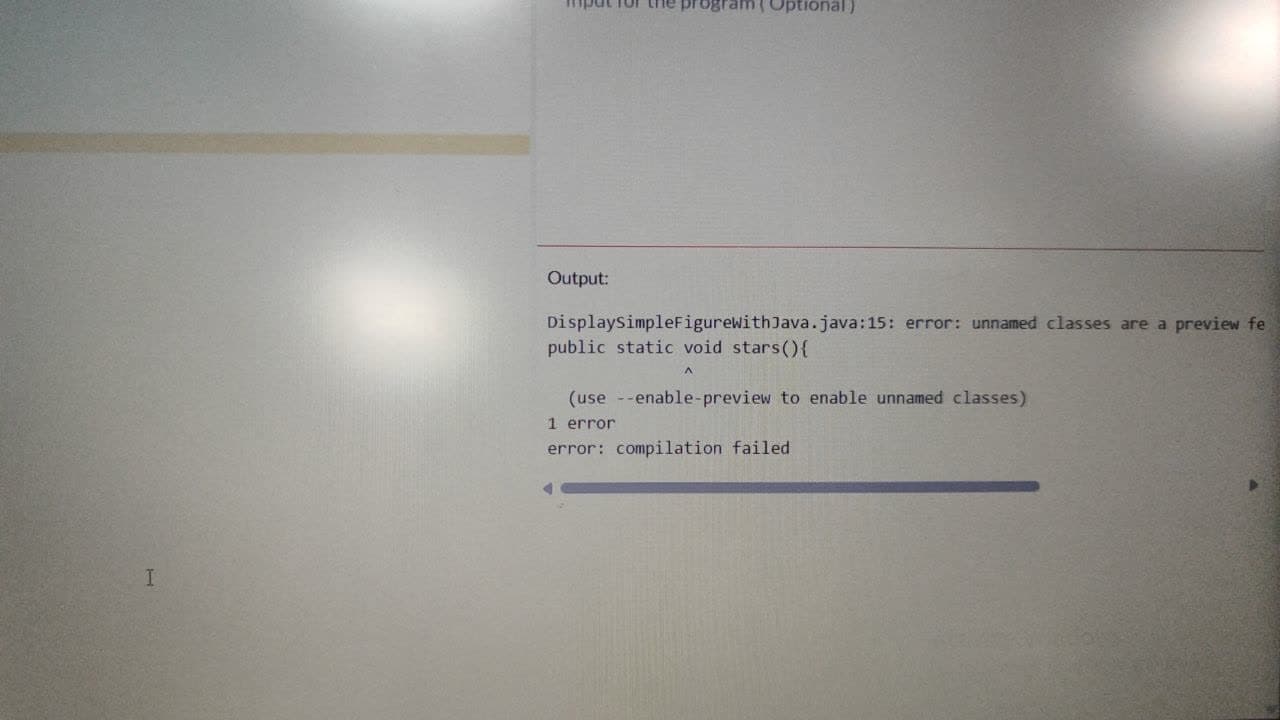 Input for the program ( Optional )
Output:
DisplaySimpleFigureWithJava.java:15: error: unnamed classes are a preview fe
public static void stars(){
^
(use --enable-preview to enable unnamed classes)
1 error
error: compilation failed